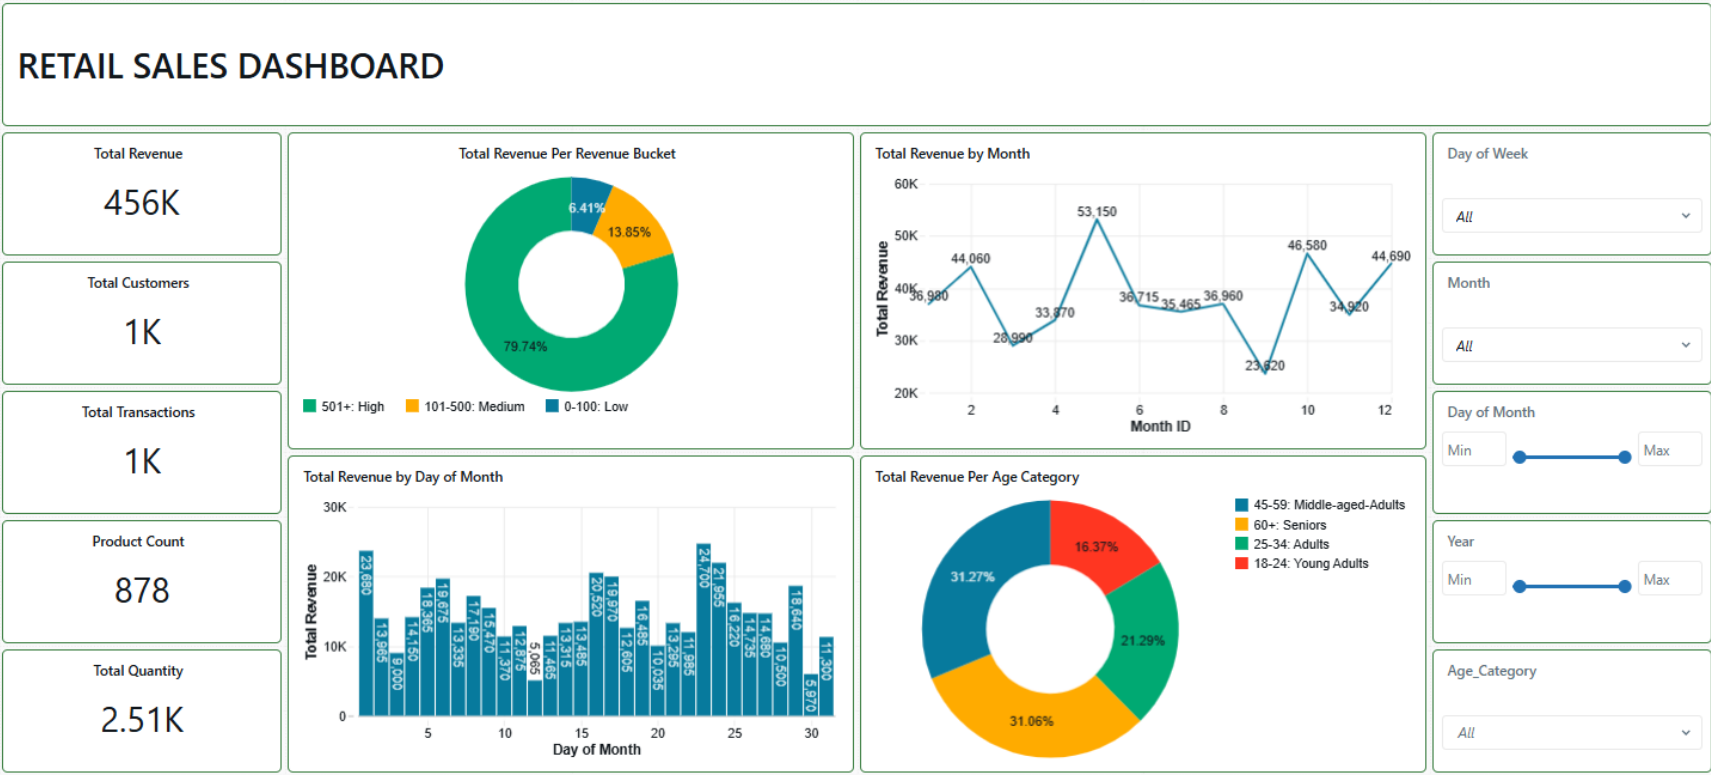 RETAIL SALES DASHBOARD
Total Revenue
456K
Total Customers
1K
Total Transactions
1K
Product Count
878
Total Quantity
2.51K
Total Revenue Per Revenue Bucket
6.41%
13.85%
79.74%
501+: High
101-500: Medium
0-100: Low
Total Revenue by Month
Total Revenue
60K
50K
40K
30K
20K
36,980
44,060
28,990
33,870
53,150
36,715
35,465
36,960
23,620
46,580
34,920
44,690
2
4
6
8
10
12
Month ID
Total Revenue by Day of Month
Total Revenue
30K
20K
10K
0
23,680
13,965
9,000
14,150
18,365
19,675
13,335
17,190
15,470
11,370
12,875
5,065
11,465
13,315
13,485
20,520
19,970
12,605
16,485
10,035
13,295
11,985
24,700
21,955
16,220
14,735
14,680
10,500
18,640
5,970
11,300
5
10
15
20
25
30
Day of Month
Total Revenue Per Age Category
16.37%
31.27%
21.29%
31.06%
45-59: Middle-aged-Adults
60+: Seniors
25-34: Adults
18-24: Young Adults
Day of Week
All
Month
All
Day of Month
Min
Max
Year
Min
Max
Age_Category
All